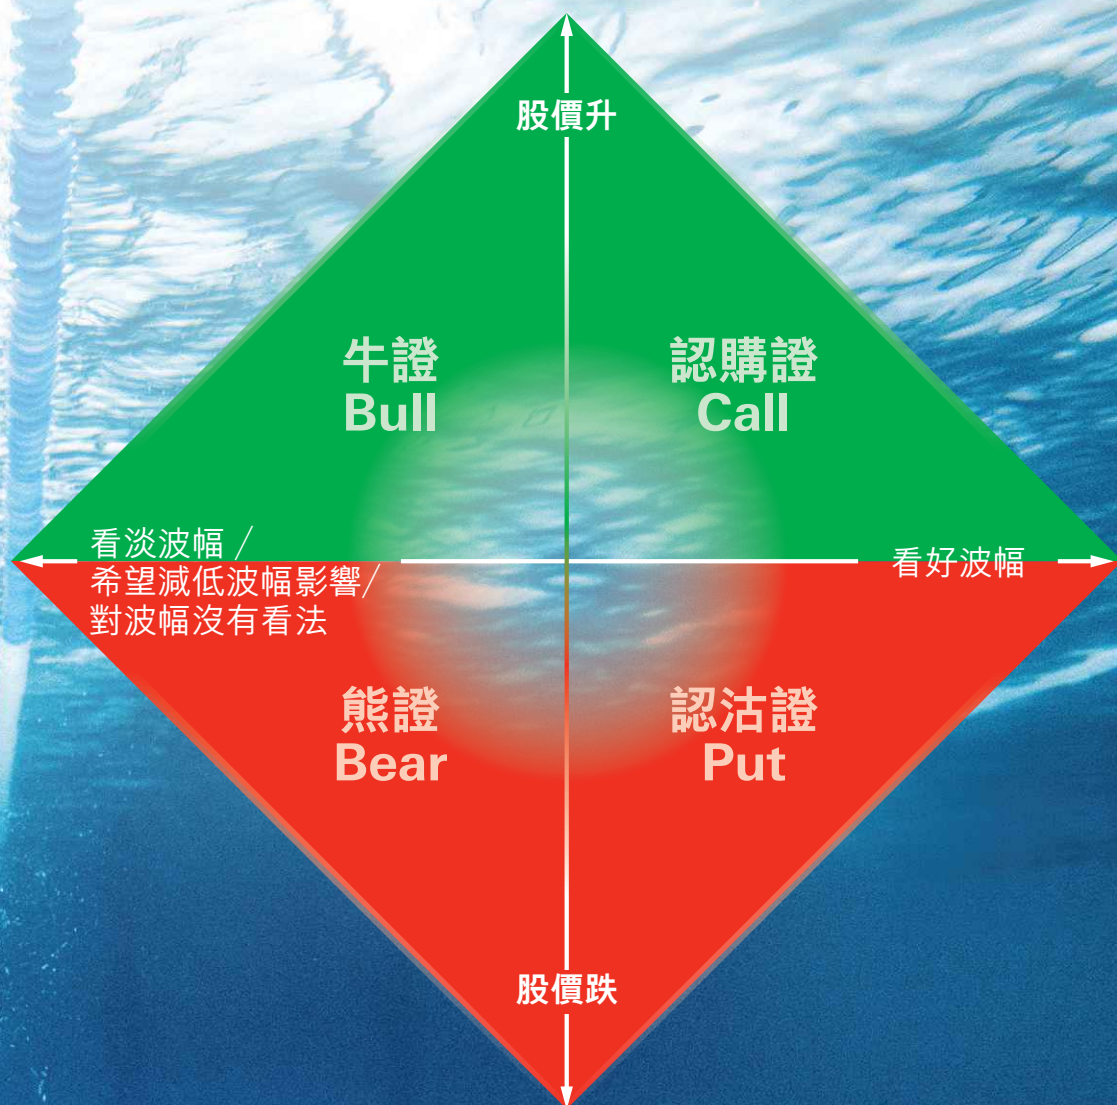 股價升
牛證
Bull
認購證
Call
看淡波幅 /
希望減低波幅影響/
對波幅沒有看法
看好波幅
熊證
Bear
認沽證
Put
股價跌